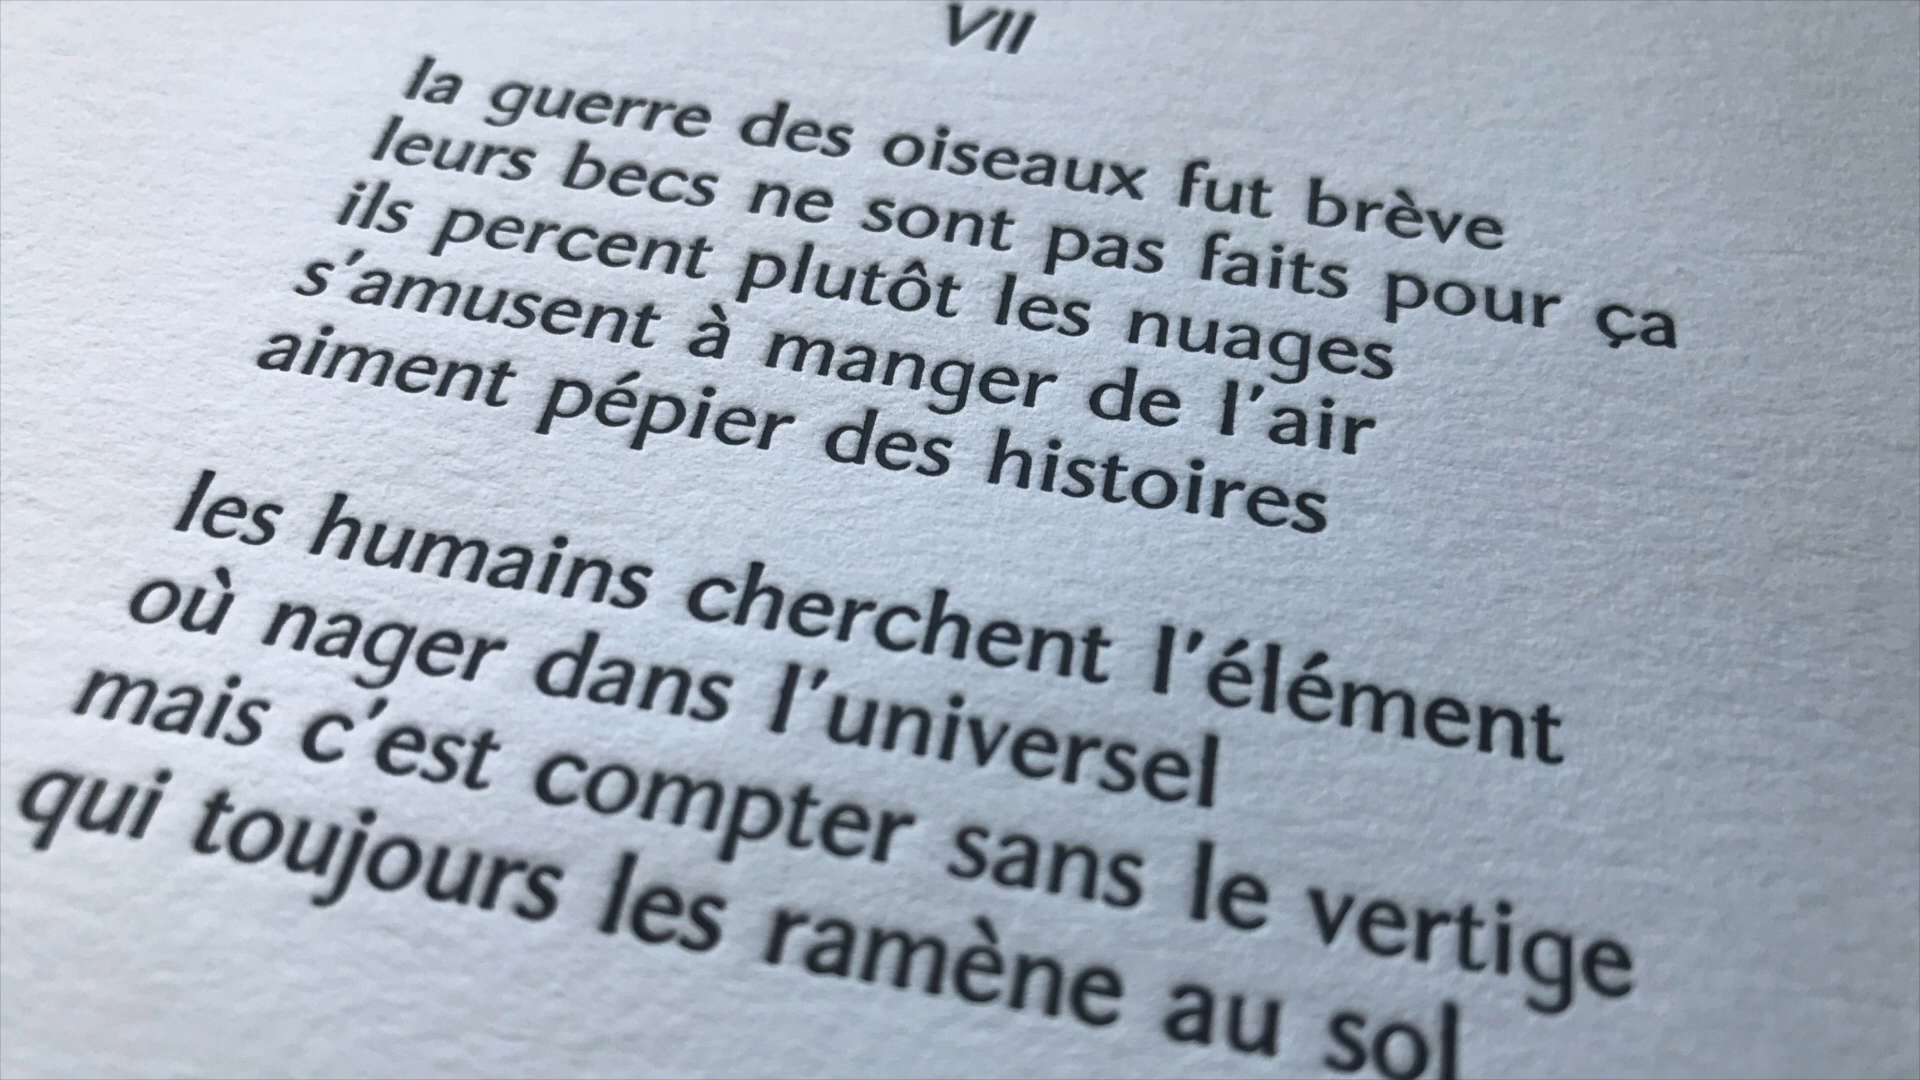 VII
la guerre des oiseaux fut brève
leurs becs ne sont pas faits pour ça
ils percent plutôt les nuages
s’amusent à manger de l’air
aiment pépier des histoires
les humains cherchent l’élément
où nager dans l’universel
mais c’est compter sans le vertige
qui toujours les ramène au sol